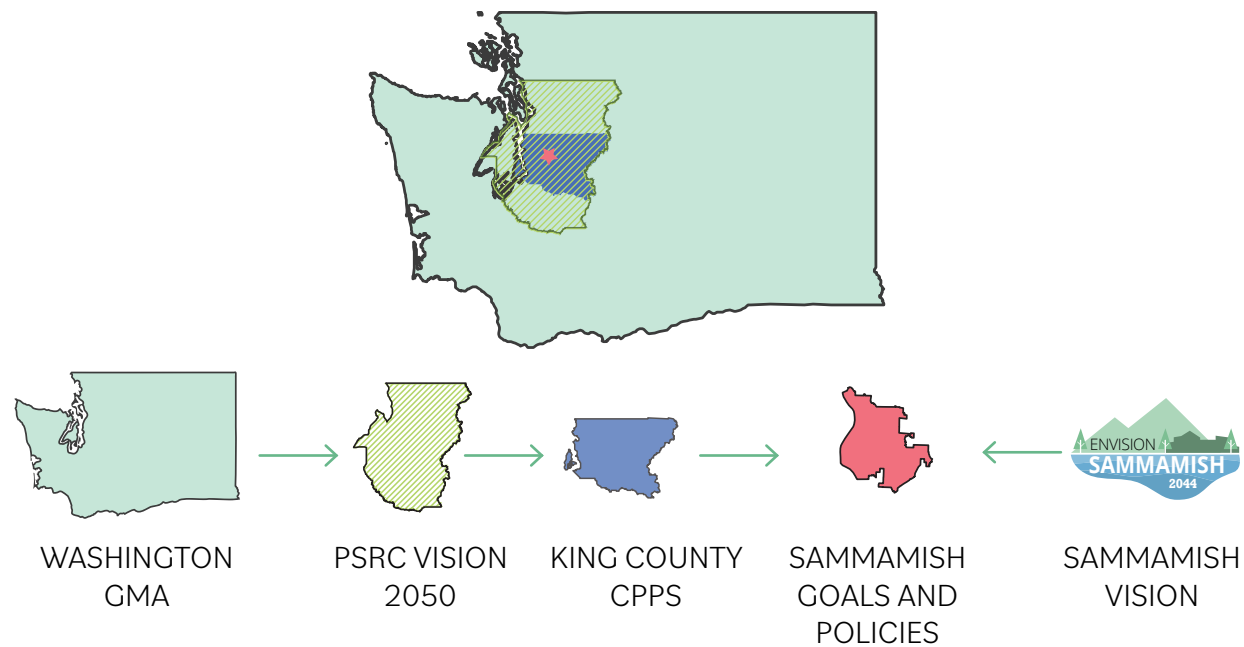 ENVISION
SAMMAMISH
2044
WASHINGTON
GMA
PSRC VISION
2050
KING COUNTY
CPPS
SAMMAMISH
GOALS AND
POLICIES
SAMMAMISH
VISION